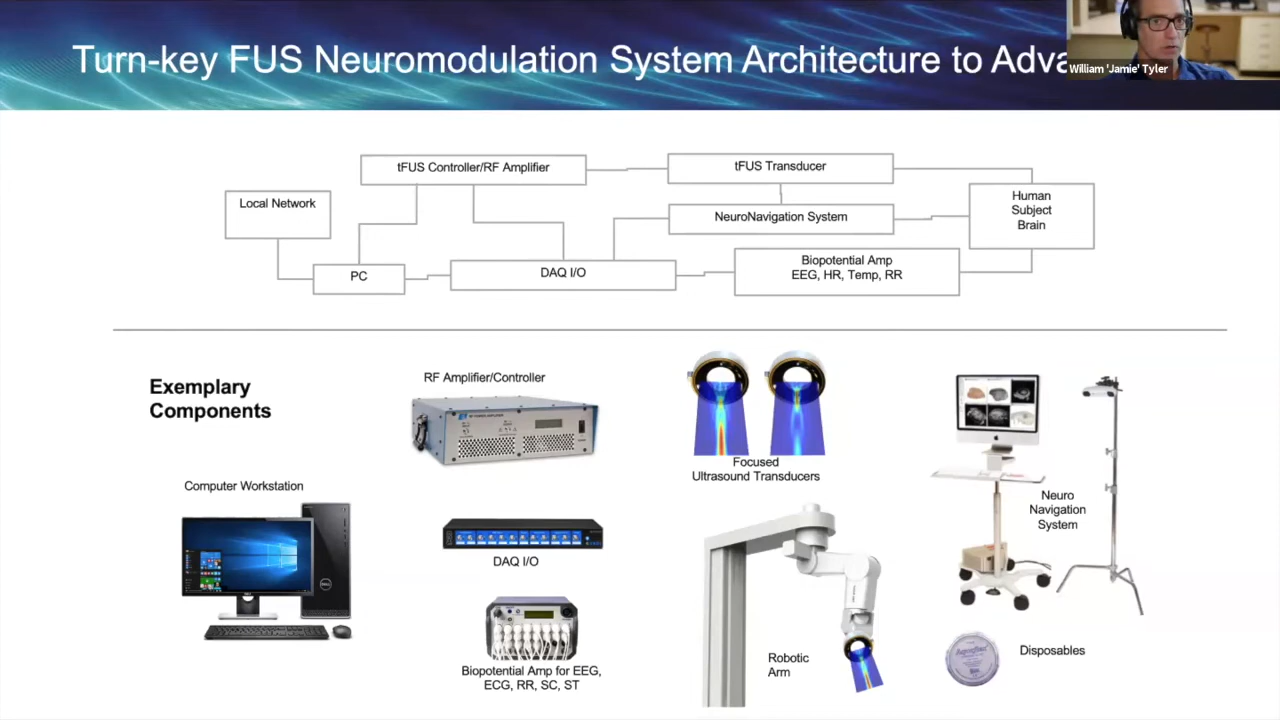 Turn-key FUS Neuromodulation System Architecture to Adva
William 'Jamie' Tyler
tFUS Controller/RF Amplifier
tFUS Transducer
Local Network
Human
Subject
Brain
NeuroNavigation System
PC
DAQ I/O
Biopotential Amp
EEG, HR, Temp, RR
Exemplary
Components
RF Amplifier/Controller
Focused
Ultrasound Transducers
Computer Workstation
Neuro
Navigation
System
DAQ I/O
Biopotential Amp for EEG,
ECG, RR, SC, ST
Robotic
Arm
Disposables